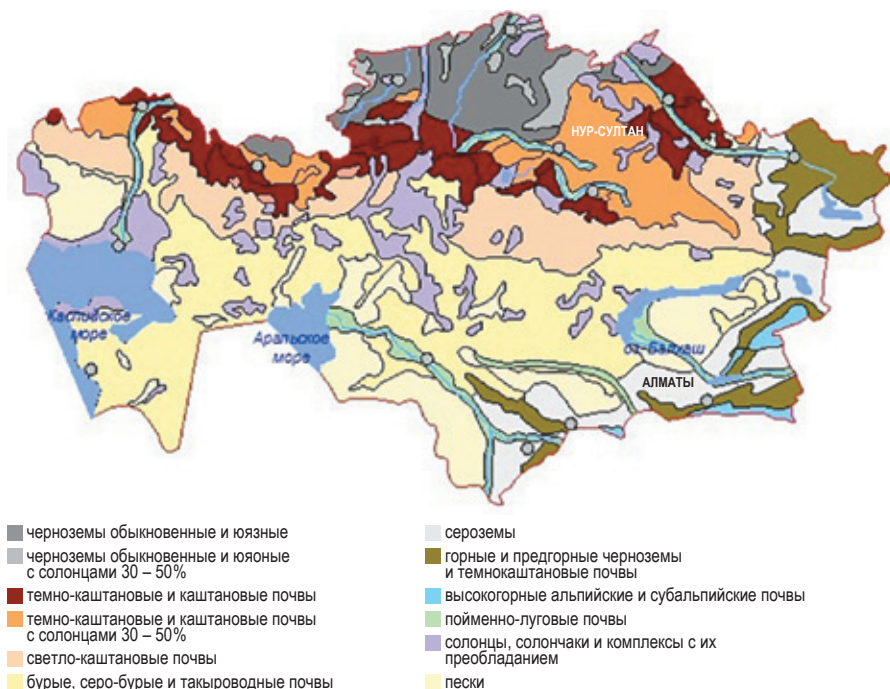 НУР-СУЛТАН
Каспийское
море
Аральское
море
оз. Балхаш
АЛМАТЫ
черноземы обыкновенные и юязные
черноземы обыкновенные и юяоные
с солонцами 30 – 50%
темно-каштановые и каштановые почвы
темно-каштановые и каштановые почвы
с солонцами 30 – 50%
светло-каштановые почвы
бурые, серо-бурые и такыроводные почвы
сероземы
горные и предгорные черноземы
и темнокаштановые почвы
высокогорные альпийские и субальпийские почвы
пойменно-луговые почвы
солонцы, солончаки и комплексы с их
преобладанием
пески